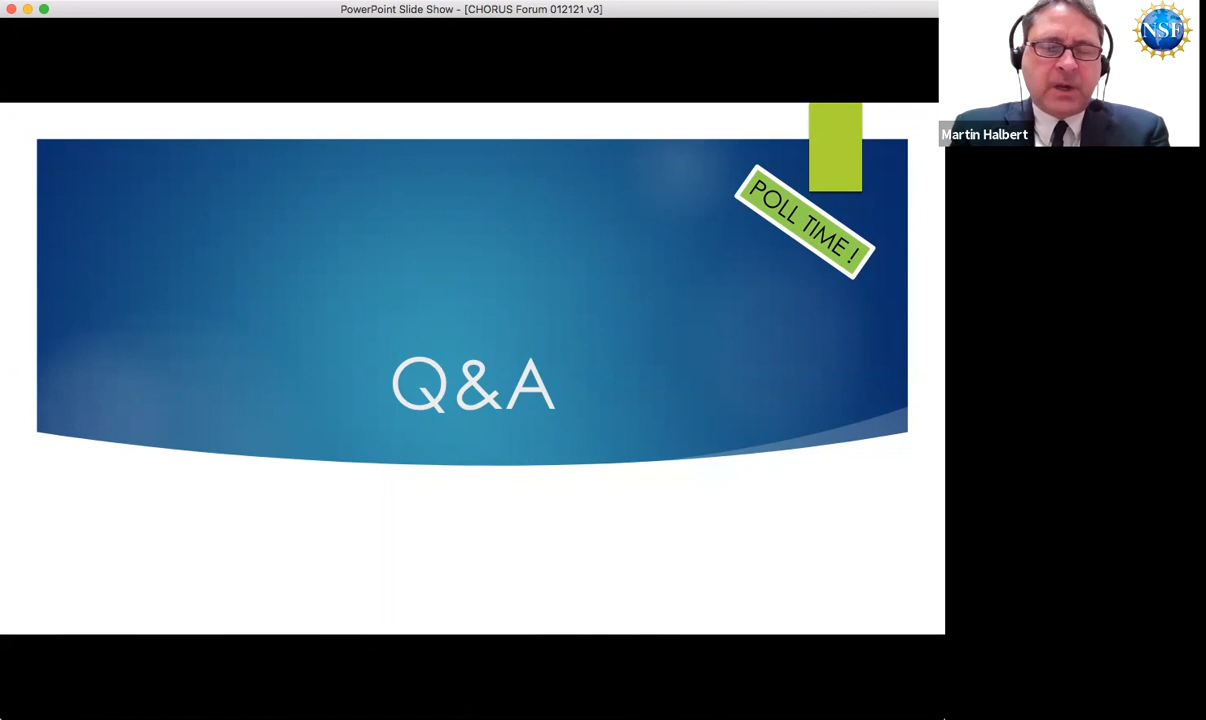 PowerPoint Slide Show - [CHORUS Forum 012121 v3]
NSF
Martin Halbert
POLL TIME !
Q&A